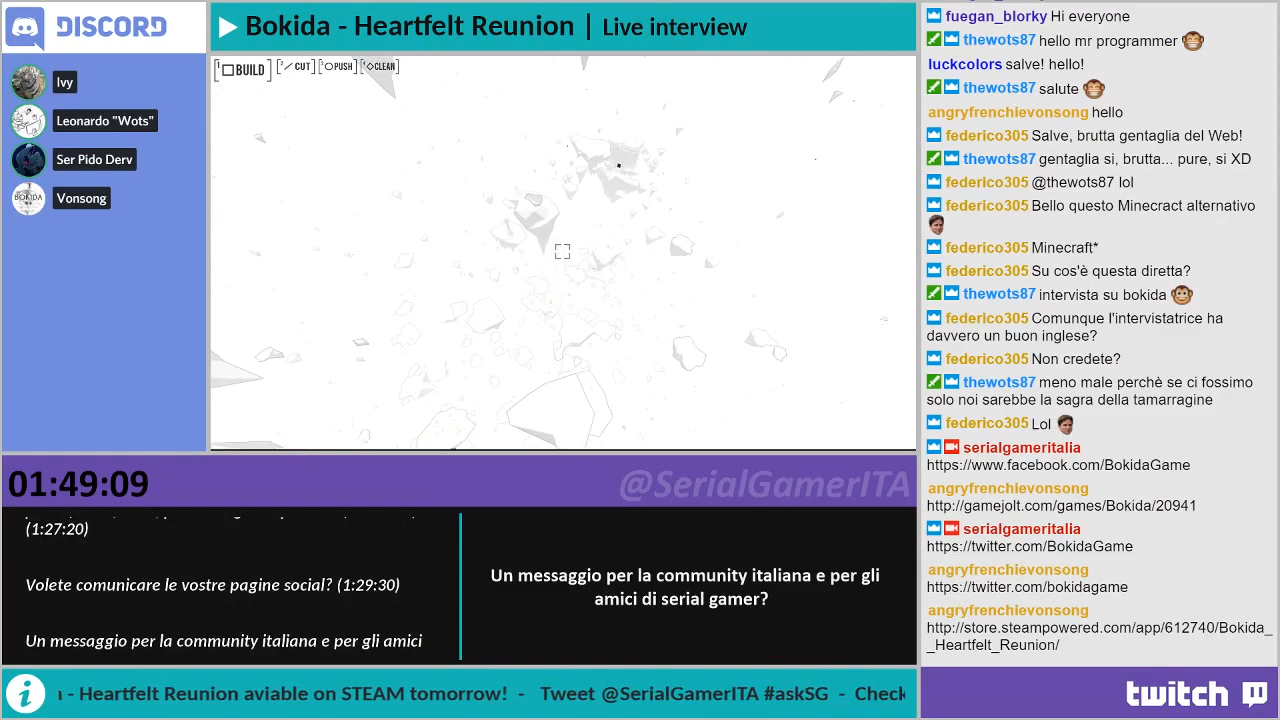 DISCORD
Ivy
Leonardo "Wots"
Ser Pido Derv
BOKIDA
Vonsong
Bokida - Heartfelt Reunion | Live interview
BUILD
CUT
PUSH
CLEAN
01:49:09
@SerialGamerITA
(1:27:20)
Volete comunicare le vostre pagine social? (1:29:30)
Un messaggio per la community italiana e per gli amici
Un messaggio per la community italiana e per gli
amici di serial gamer?
- Heartfelt Reunion aviable on STEAM tomorrow! - Tweet @SerialGamerITA #askSG - Check
fuegan_blorky Hi everyone
thewots87 hello mr programmer
luckcolors salve! hello!
thewots87 salute
angryfrenchievonsong hello
federico305 Salve, brutta gentaglia del Web!
thewots87 gentaglia si, brutta... pure, si XD
federico305 @thewots87 lol
federico305 Bello questo Minecract alternativo
federico305 Minecraft*
federico305 Su cos'è questa diretta?
thewots87 intervista su bokida
federico305 Comunque l'intervistatrice ha
davvero un buon inglese?
federico305 Non credete?
thewots87 meno male perchè se ci fossimo
solo noi sarebbe la sagra della tamarragine
federico305 Lol
serialgameritalia
https://www.facebook.com/BokidaGame
angryfrenchievonsong
http://gamejolt.com/games/Bokida/20941
serialgameritalia
https://twitter.com/BokidaGame
angryfrenchievonsong
https://twitter.com/bokidagame
angryfrenchievonsong
http://store.steampowered.com/app/612740/Bokida_
_Heartfelt_Reunion/
twitch